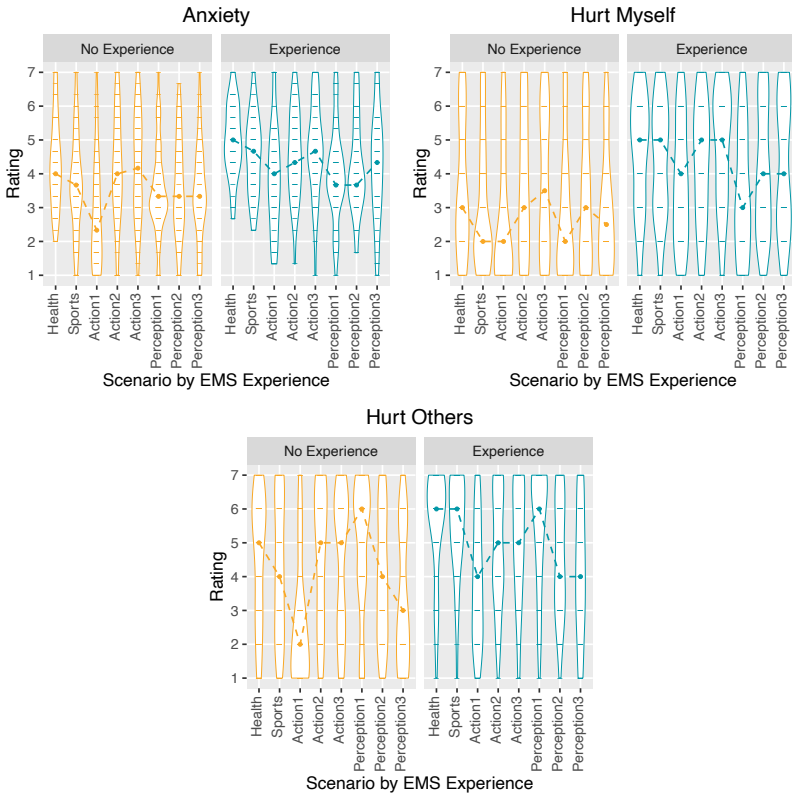 Anxiety
No Experience
Experience
Rating
7
6
5
4
3
2
1
Health
Sports
Action1
Action2
Action3
Perception1
Perception2
Perception3
Health
Sports
Action1
Action2
Action3
Perception1
Perception2
Perception3
Scenario by EMS Experience
Hurt Myself
No Experience
Experience
Rating
7
6
5
4
3
2
1
Health
Sports
Action1
Action2
Action3
Perception1
Perception2
Perception3
Health
Sports
Action1
Action2
Action3
Perception1
Perception2
Perception3
Scenario by EMS Experience
Hurt Others
No Experience
Experience
Rating
7
6
5
4
3
2
1
Health
Sports
Action1
Action2
Action3
Perception1
Perception2
Perception3
Health
Sports
Action1
Action2
Action3
Perception1
Perception2
Perception3
Scenario by EMS Experience